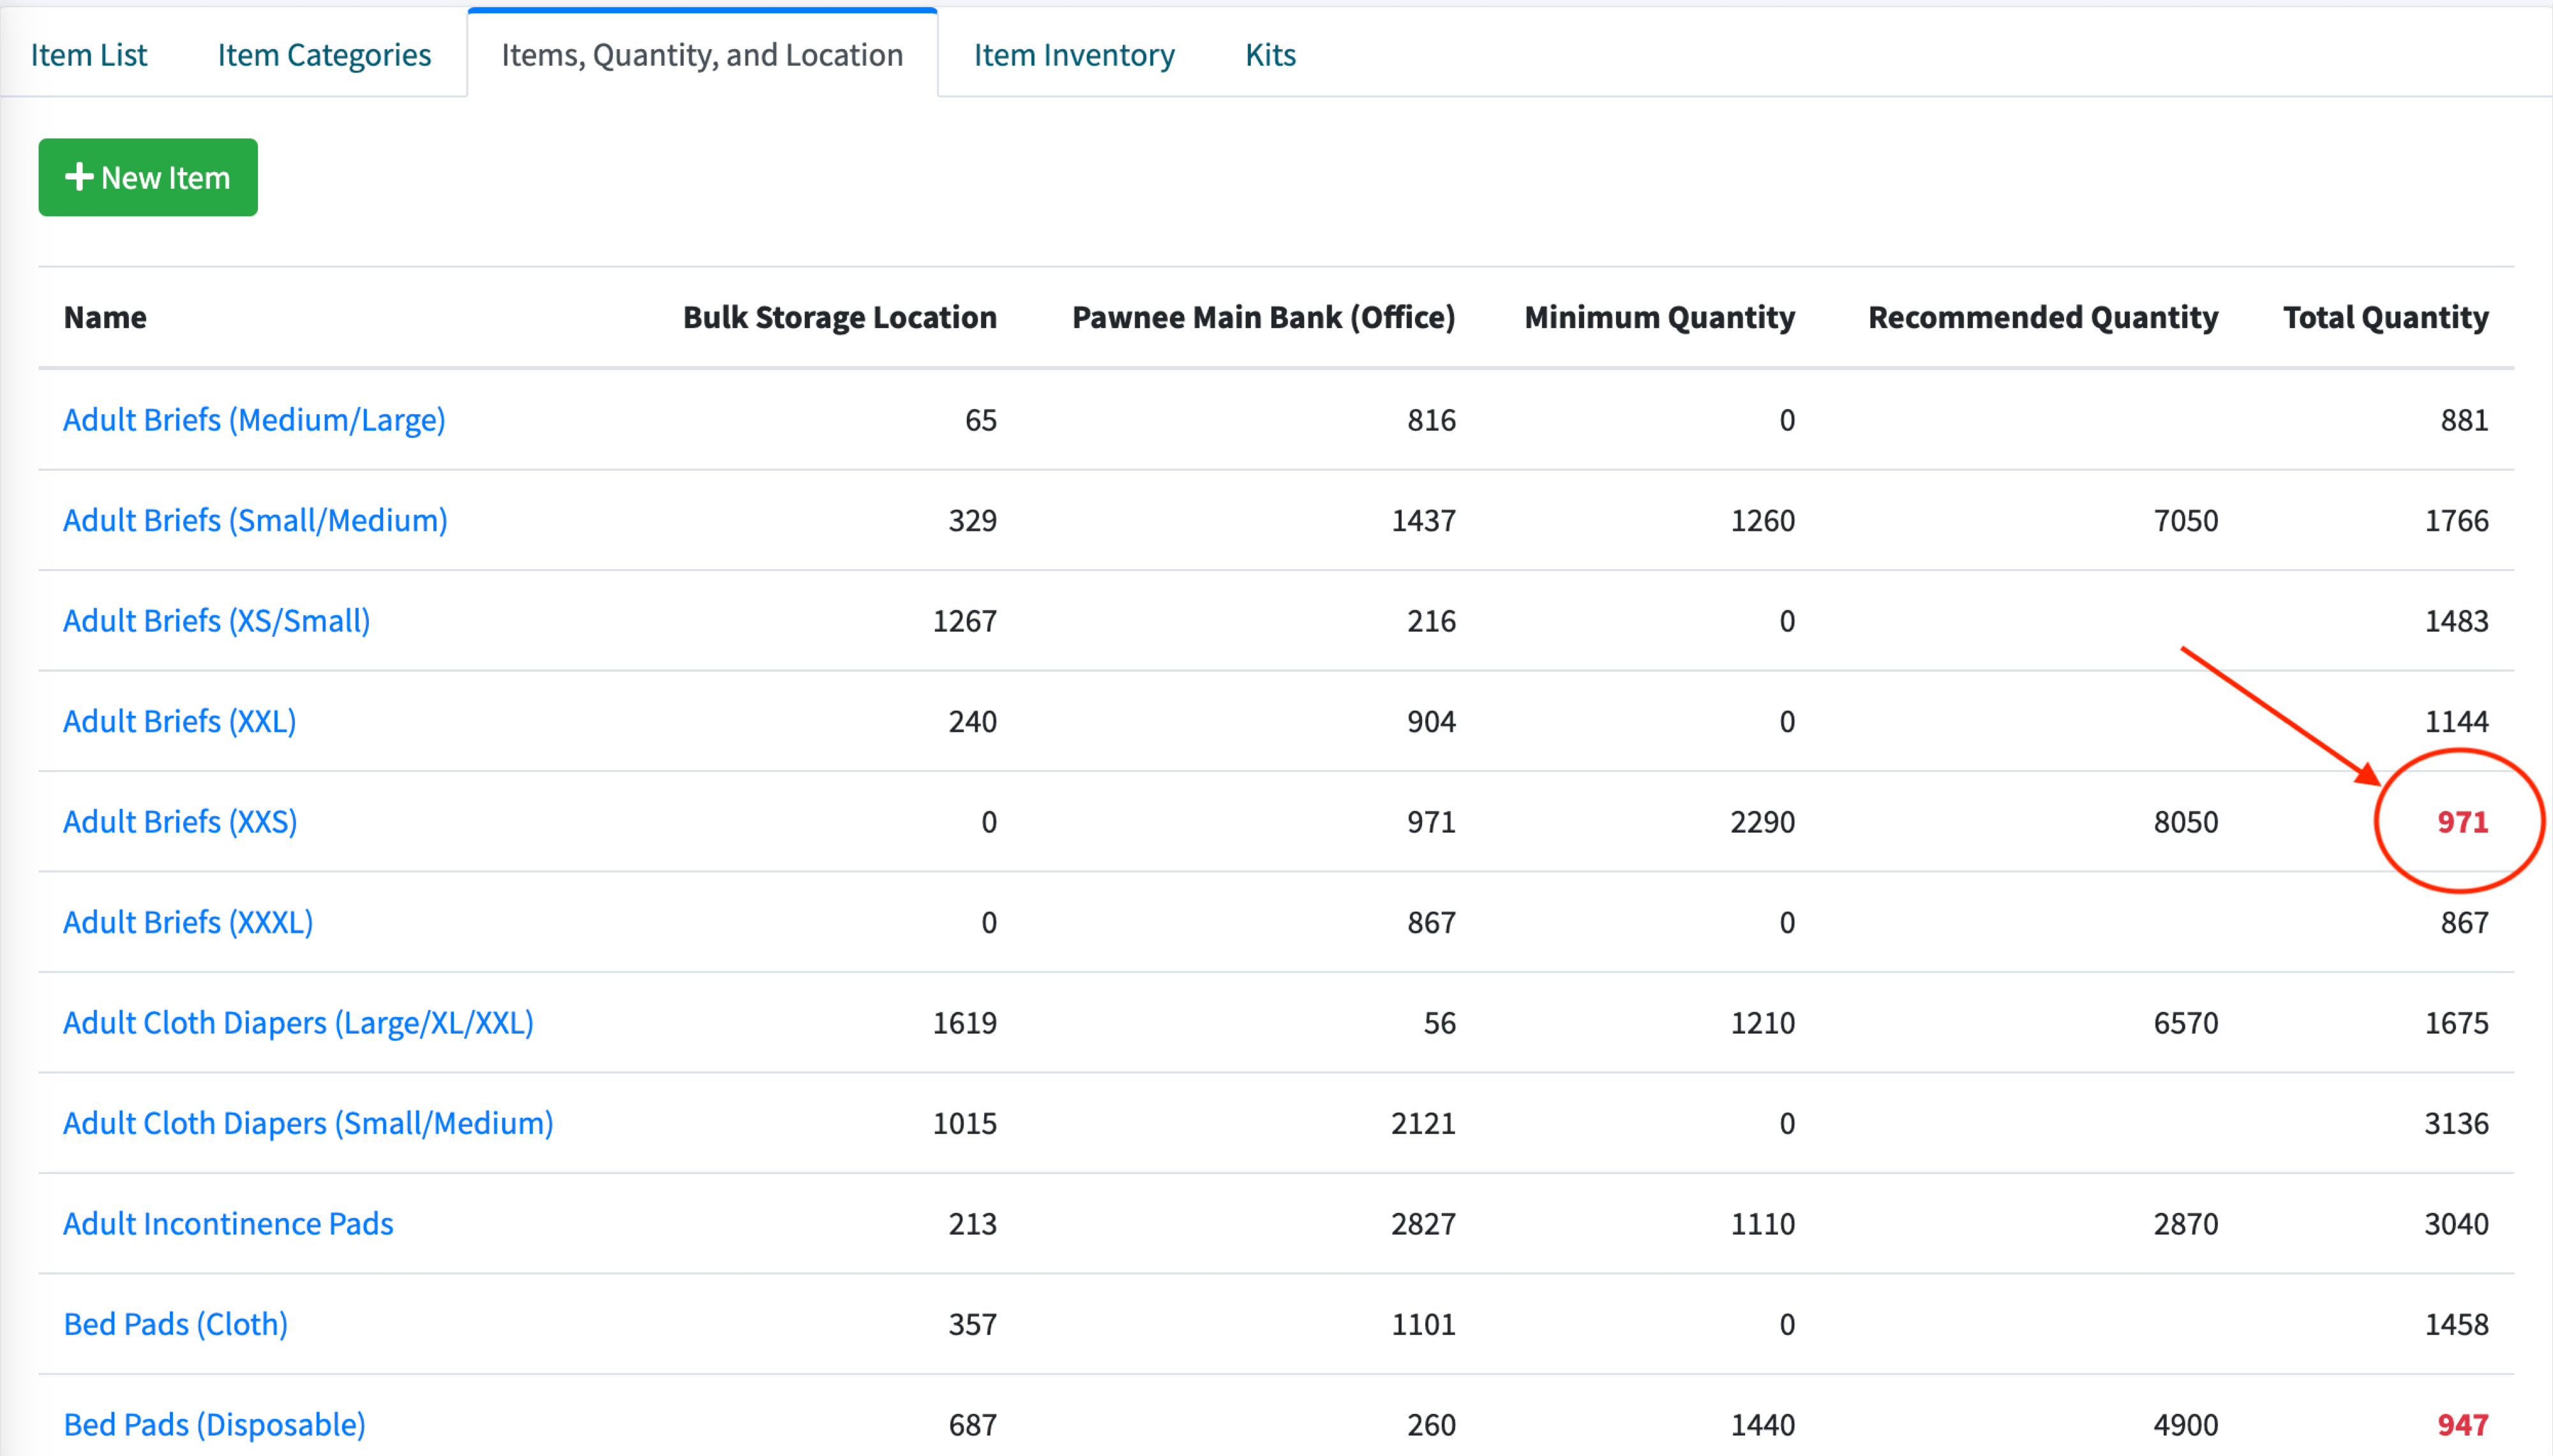 Item List Item Categories Items, Quantity, and Location Item Inventory Kits
New Item
Name Bulk Storage Location Pawnee Main Bank (Office) Minimum Quantity Recommended Quantity Total Quantity
Adult Briefs (Medium/Large) 65 816 0 881
Adult Briefs (Small/Medium) 329 1437 1260 7050 1766
Adult Briefs (XS/Small) 1267 216 0 1483
Adult Briefs (XXL) 240 904 0 1144
Adult Briefs (XXS) 0 971 2290 8050 971
Adult Briefs (XXXL) 0 867 0 867
Adult Cloth Diapers (Large/XL/XXL) 1619 56 1210 6570 1675
Adult Cloth Diapers (Small/Medium) 1015 2121 0 3136
Adult Incontinence Pads 213 2827 1110 2870 3040
Bed Pads (Cloth) 357 1101 0 1458
Bed Pads (Disposable) 687 260 1440 4900 947